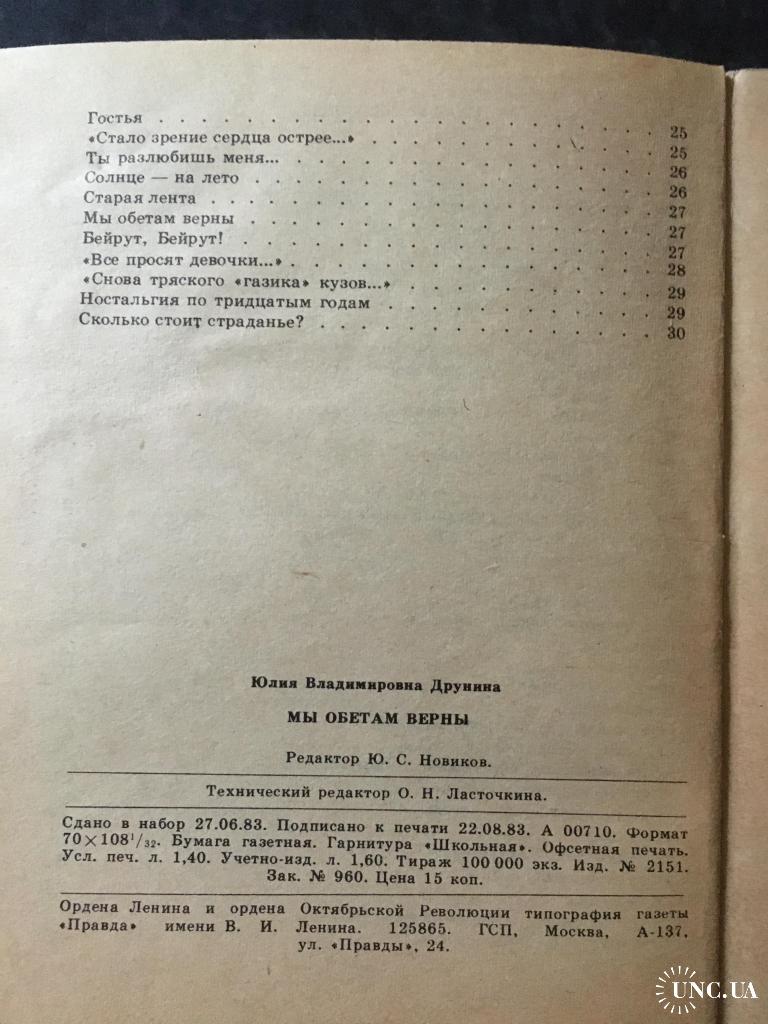 Гостья . . . . . . . . . . . . . . . . . 25
«Стало зрение сердца острее...» . . . . . . . . . 25
Ты разлюбишь меня... . . . . . . . . . . . . . 26
Солнце — на лето . . . . . . . . . . . . . . 26
Старая лента . . . . . . . . . . . . . . . 27
Мы обетам верны . . . . . . . . . . . . . . 27
Бейрут, Бейрут! . . . . . . . . . . . . . . 27
«Все просят девочки...» . . . . . . . . . . . . 28
«Снова тряского «газика» кузов...» . . . . . . . . 29
Ностальгия по тридцатым годам . . . . . . . . . 29
Сколько стоит страданье? . . . . . . . . . . . 30
Юлия Владимировна Друнина
МЫ ОБЕТАМ ВЕРНЫ
Редактор Ю. С. Новиков.
Технический редактор О. Н. Ласточкина.
Сдано в набор 27.06.83. Подписано к печати 22.08.83. А 00710. Формат
70×108¹/₃₂. Бумага газетная. Гарнитура «Школьная». Офсетная печать.
Усл. печ. л. 1,40. Учетно-изд. л. 1,60. Тираж 100 000 экз. Изд. № 2151.
Зак. № 960. Цена 15 коп.
Ордена Ленина и ордена Октябрьской Революции типография газеты
«Правда» имени В. И. Ленина. 125865. ГСП, Москва, А-137,
ул. «Правды», 24.
UNC.UA